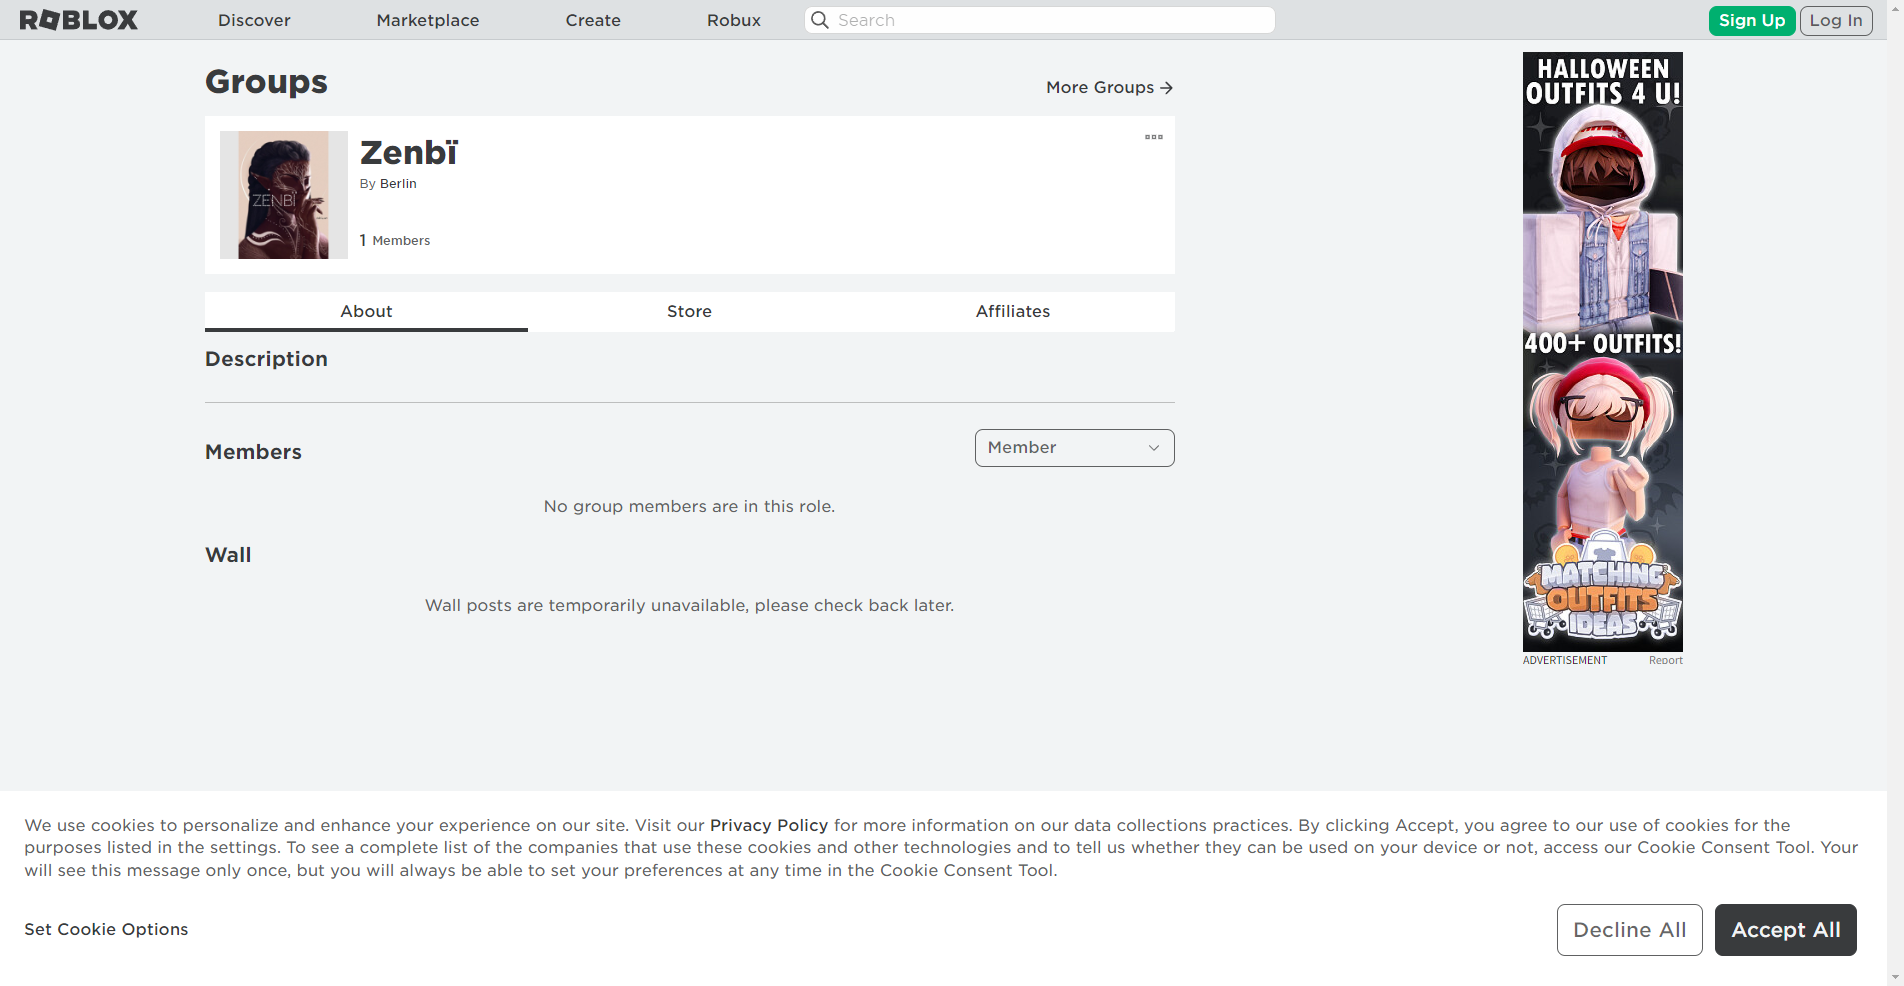 ROBLOX
Discover
Marketplace
Create
Robux
Search
Sign Up
Log In
Groups
More Groups
Zenbï
By Berlin
ZENBÏ
1 Members
About
Store
Affiliates
Description
Members
Member
No group members are in this role.
Wall
Wall posts are temporarily unavailable, please check back later.
HALLOWEEN
OUTFITS 4 U!
400+ OUTFITS!
MATCHING
OUTFITS
IDEAS
ADVERTISEMENT
Report
We use cookies to personalize and enhance your experience on our site. Visit our Privacy Policy for more information on our data collections practices. By clicking Accept, you agree to our use of cookies for the
purposes listed in the settings. To see a complete list of the companies that use these cookies and other technologies and to tell us whether they can be used on your device or not, access our Cookie Consent Tool. Your
will see this message only once, but you will always be able to set your preferences at any time in the Cookie Consent Tool.
Set Cookie Options
Decline All
Accept All